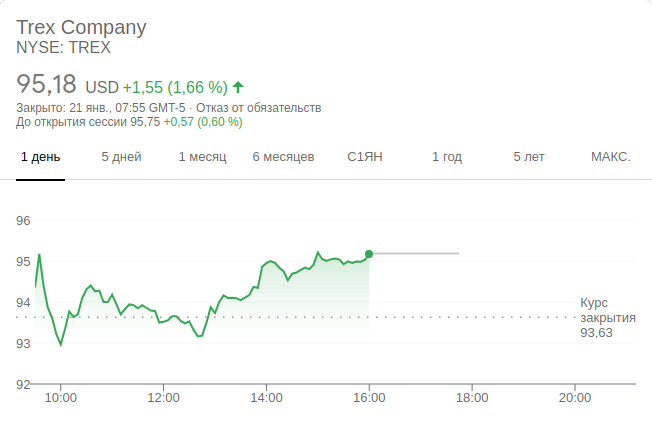 Trex Company
NYSE: TREX
95,18 USD +1,55 (1,66 %)
Закрыто: 21 янв., 07:55 GMT-5 · Отказ от обязательств
До открытия сессии 95,75 +0,57 (0,60 %)
1 день 5 дней 1 месяц 6 месяцев С1ЯН 1 год 5 лет МАКС.
96
95
94
Курс
закрытия
93,63
93
92
10:00 12:00 14:00 16:00 18:00 20:00